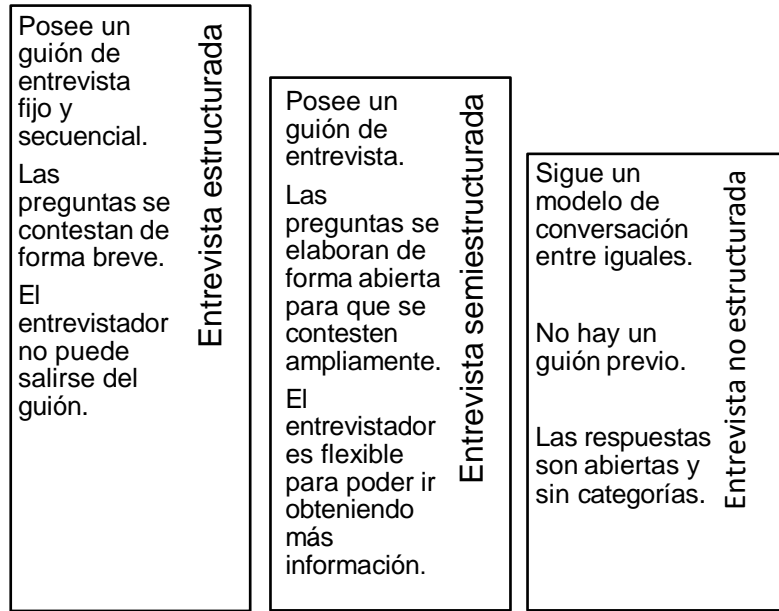 Posee un
guión de
entrevista
fijo y
secuencial.
Las
preguntas se
contestan de
forma breve.
El
entrevistador
no puede
salirse del
guión.
Entrevista estructurada
Posee un
guión de
entrevista.
Las
preguntas se
elaboran de
forma abierta
para que se
contesten
ampliamente.
El
entrevistador
es flexible
para poder ir
obteniendo
más
información.
Entrevista semiestructurada
Sigue un
modelo de
conversación
entre iguales.
No hay un
guión previo.
Las respuestas
son abiertas y
sin categorías.
Entrevista no estructurada